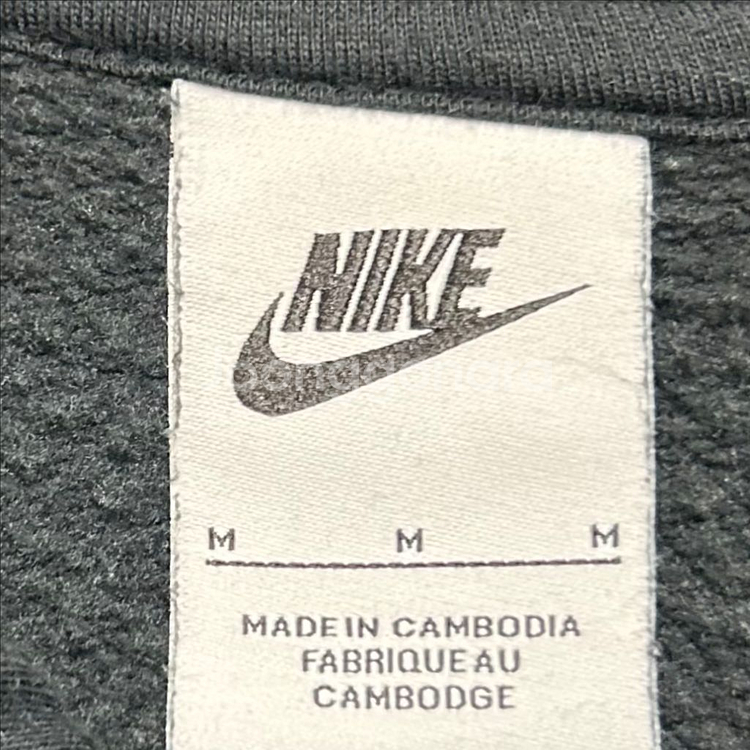 NIKE
M M M
MADE IN CAMBODIA
FABRIQUE AU
CAMBODGE